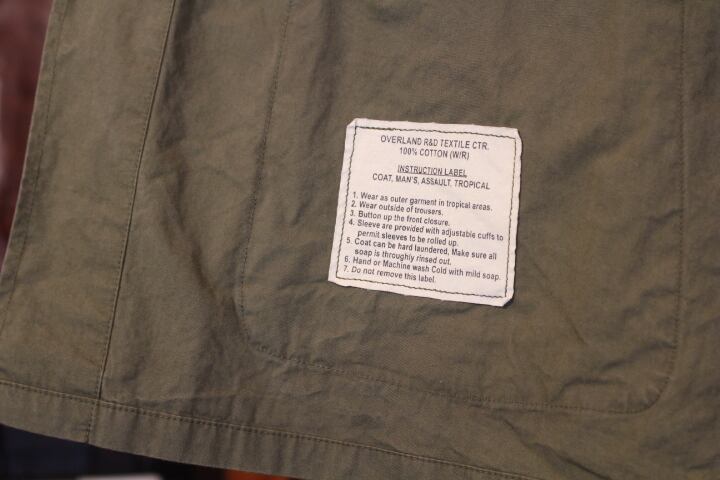 OVERLAND R&D TEXTILE CTR.
100% COTTON (W/R)
INSTRUCTION LABEL
COAT, MAN'S, ASSAULT, TROPICAL
1. Wear as outer garment in tropical areas.
2. Wear outside of trousers.
3. Button up the front closure.
4. Sleeve are provided with adjustable cuffs to
permit sleeves to be rolled up.
5. Coat can be hard laundered, Make sure all
soap is throughly rinsed out.
6. Hand or Machine wash Cold with mild soap.
7. Do not remove this label.